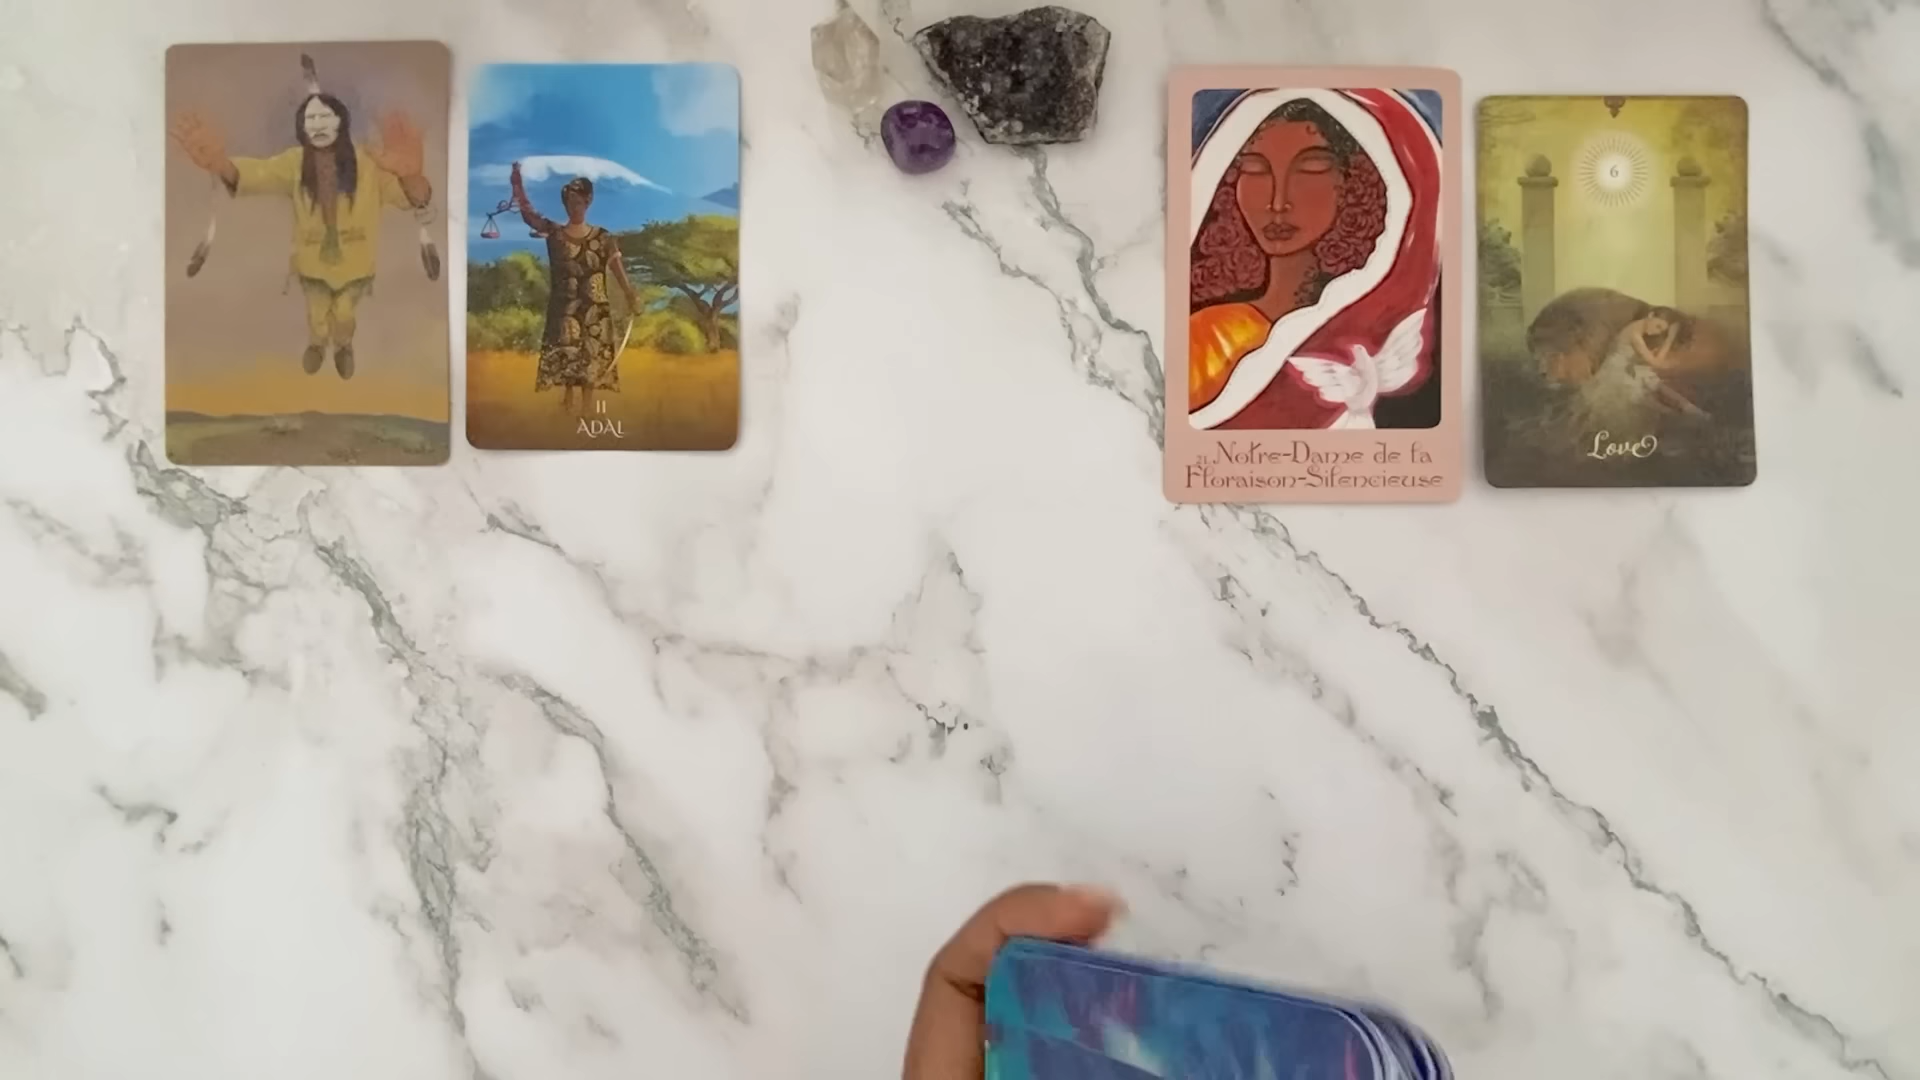 II
ADAL
21. Notre-Dame de la
Floraison-Silencieuse
6
Love